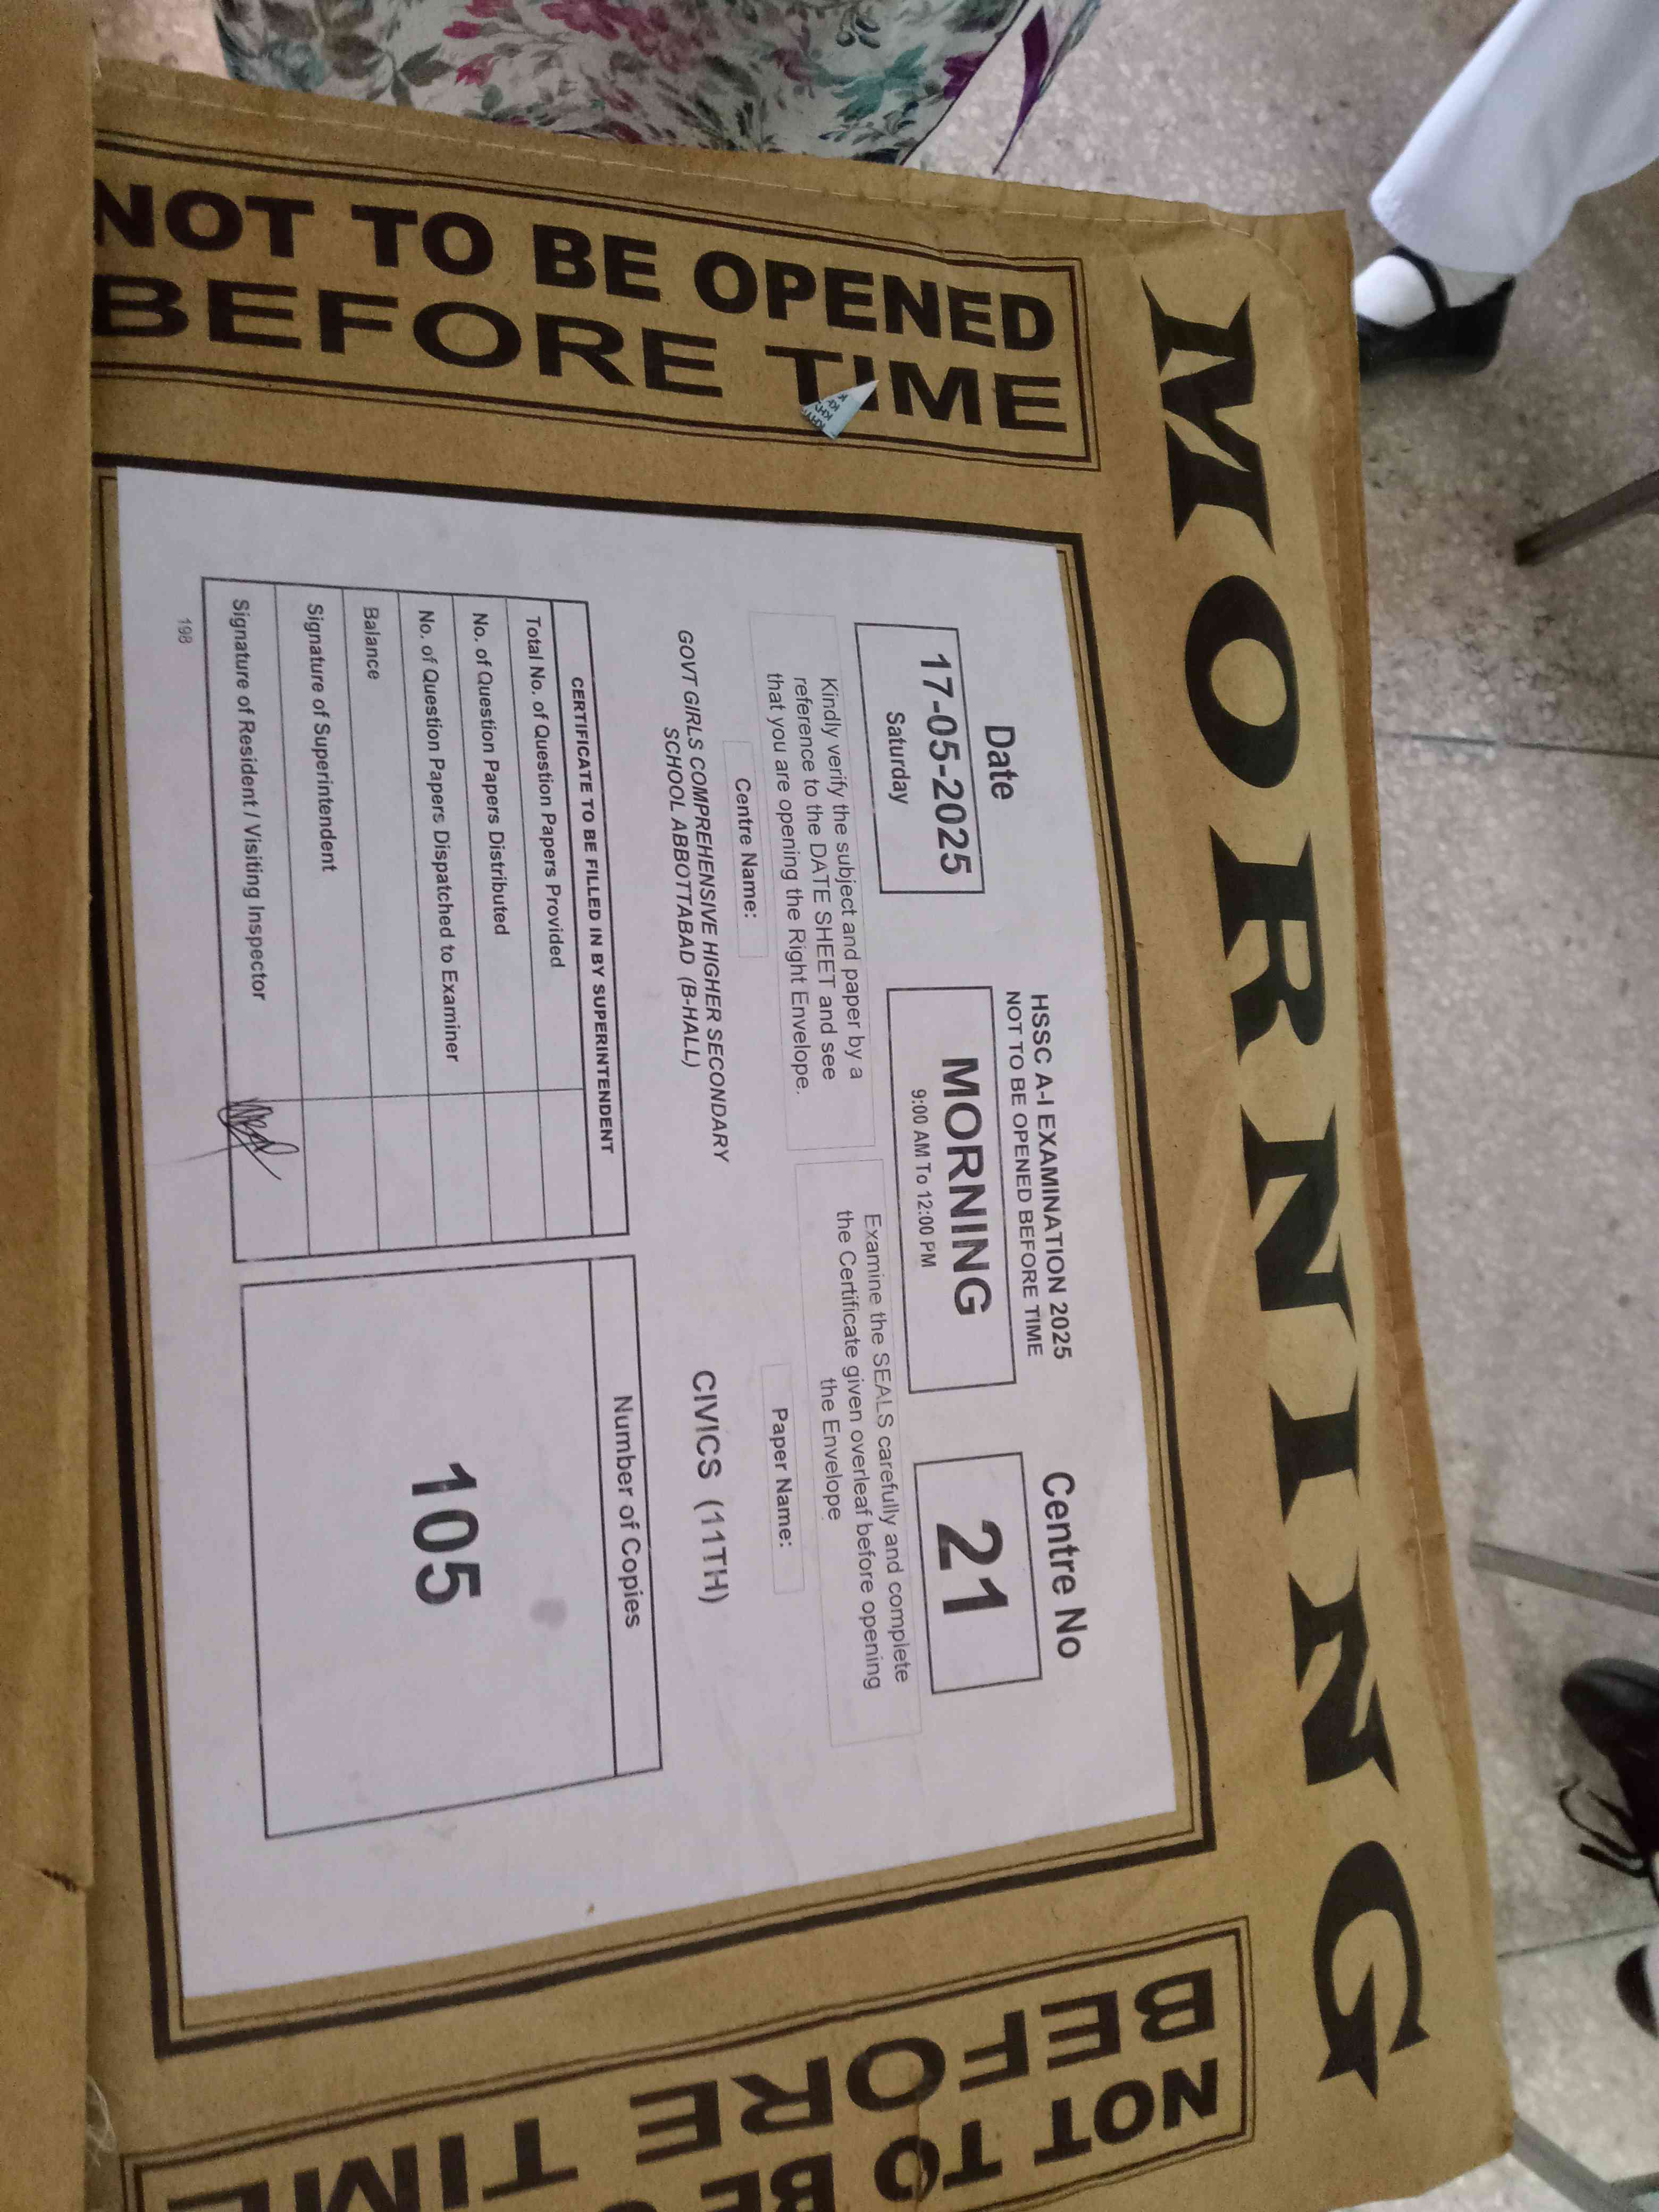 MORNING
NOT TO BE OPENED
BEFORE TIME
HSSC A-I EXAMINATION 2025
NOT TO BE OPENED BEFORE TIME
Date
17-05-2025
Saturday
MORNING
9:00 AM To 12:00 PM
Centre No
21
Kindly verify the subject and paper by a
reference to the DATE SHEET and see
that you are opening the Right Envelope.
Examine the SEALS carefully and complete
the Certificate given overleaf before opening
the Envelope
Centre Name:
GOVT GIRLS COMPREHENSIVE HIGHER SECONDARY
SCHOOL ABBOTTABAD (B-HALL)
Paper Name:
CIVICS (11TH)
CERTIFICATE TO BE FILLED IN BY SUPERINTENDENT
Total No. of Question Papers Provided
No. of Question Papers Distributed
No. of Question Papers Dispatched to Examiner
Balance
Signature of Superintendent
Signature of Resident / Visiting Inspector
Number of Copies
105
198
NOT TO BE
BEFORE TIME